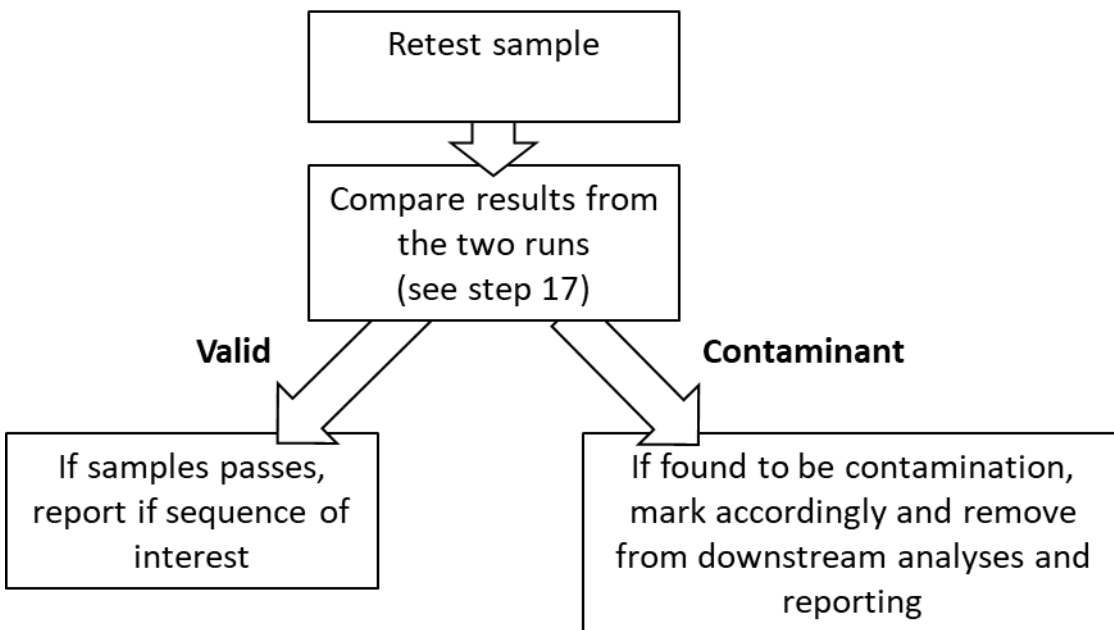 Retest sample
Compare results from
the two runs
(see step 17)
Valid
Contaminant
If samples passes,
report if sequence of
interest
If found to be contamination,
mark accordingly and remove
from downstream analyses and
reporting